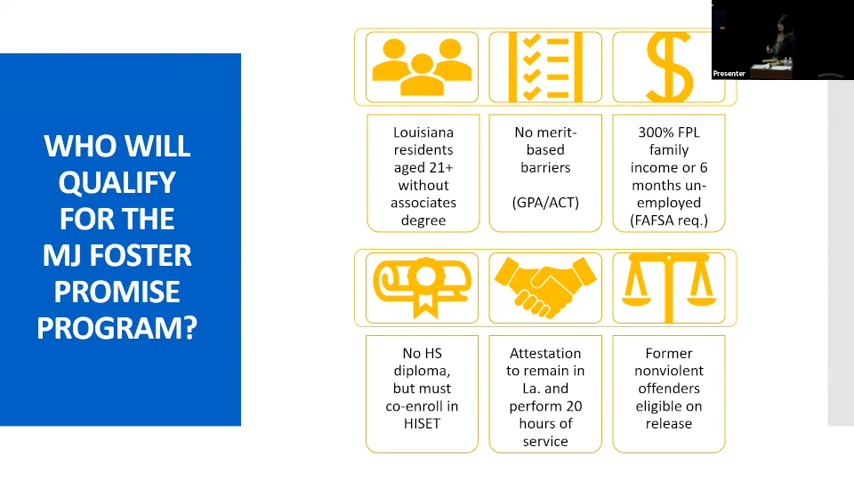 WHO WILL
QUALIFY
FOR THE
MJ FOSTER
PROMISE
PROGRAM?
Presenter
Louisiana
residents
aged 21+
without
associates
degree
No merit-
based
barriers
(GPA/ACT)
300% FPL
family
income or 6
months un-
employed
(FAFSA req.)
No HS
diploma,
but must
co-enroll in
HISET
Attestation
to remain in
La. and
perform 20
hours of
service
Former
nonviolent
offenders
eligible on
release